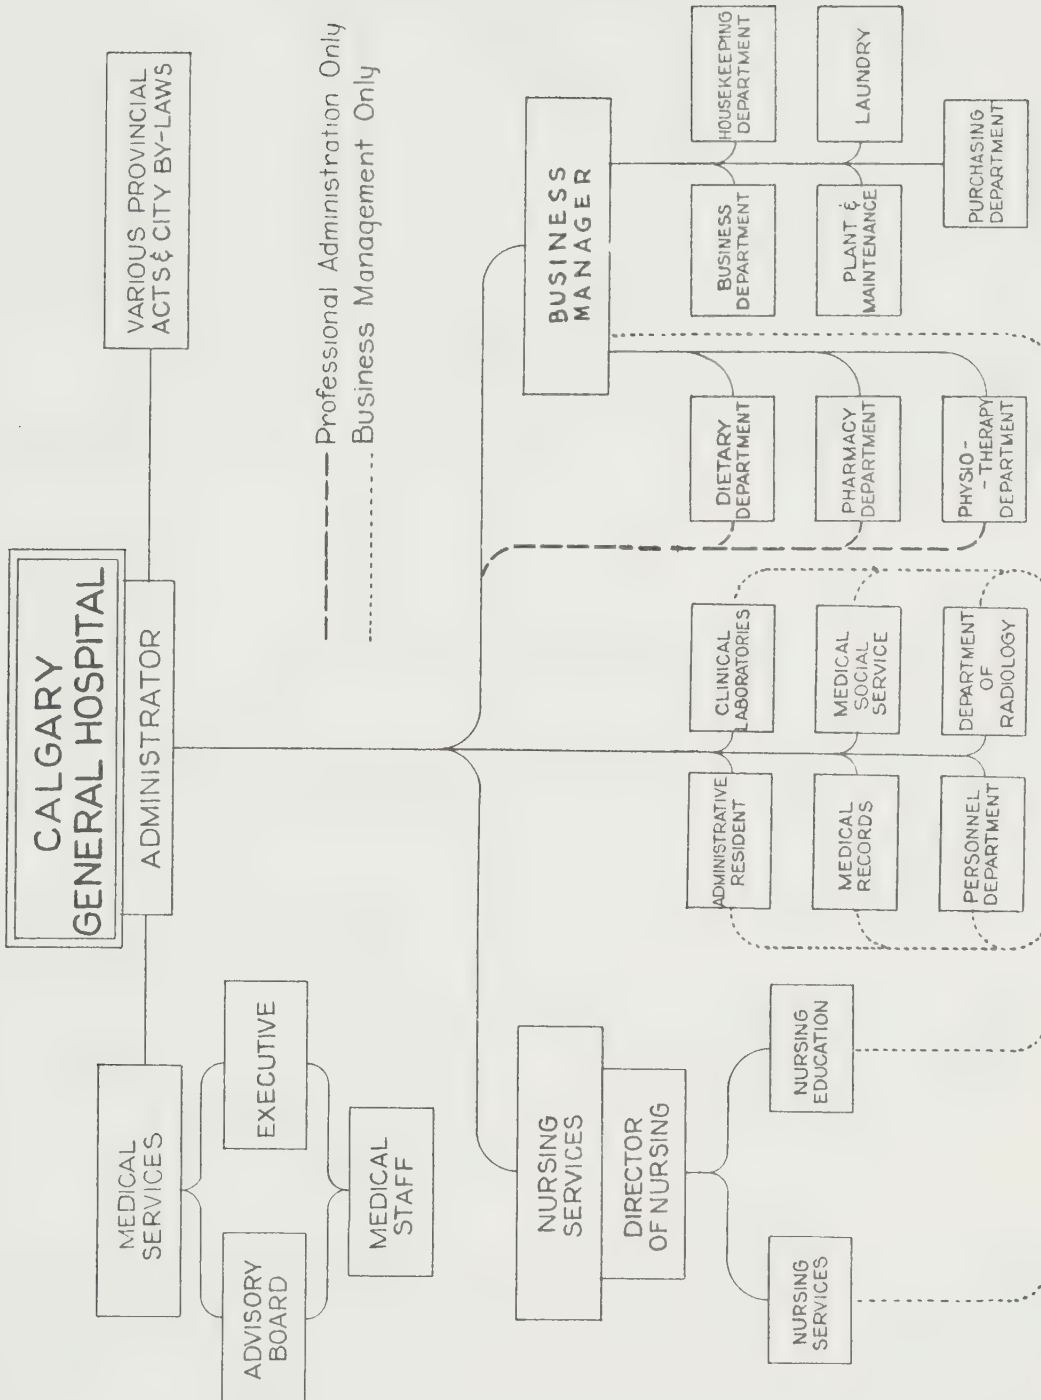 CALGARY
GENERAL HOSPITAL
ADMINISTRATOR
MEDICAL
SERVICES
ADVISORY
BOARD
EXECUTIVE
MEDICAL
STAFF
VARIOUS PROVINCIAL
ACTS & CITY BY-LAWS
Professional Administration Only
Business Management Only
NURSING
SERVICES
DIRECTOR
OF NURSING
NURSING
SERVICES
NURSING
EDUCATION
ADMINISTRATIVE
RESIDENT
CLINICAL
LABORATORIES
MEDICAL
RECORDS
MEDICAL
SOCIAL
SERVICE
PERSONNEL
DEPARTMENT
DEPARTMENT
OF
RADIOLOGY
BUSINESS
MANAGER
DIETARY
DEPARTMENT
PHARMACY
DEPARTMENT
PHYSIO-
-THERAPY
DEPARTMENT
BUSINESS
DEPARTMENT
HOUSEKEEPING
DEPARTMENT
PLANT &
MAINTENANCE
LAUNDRY
PURCHASING
DEPARTMENT